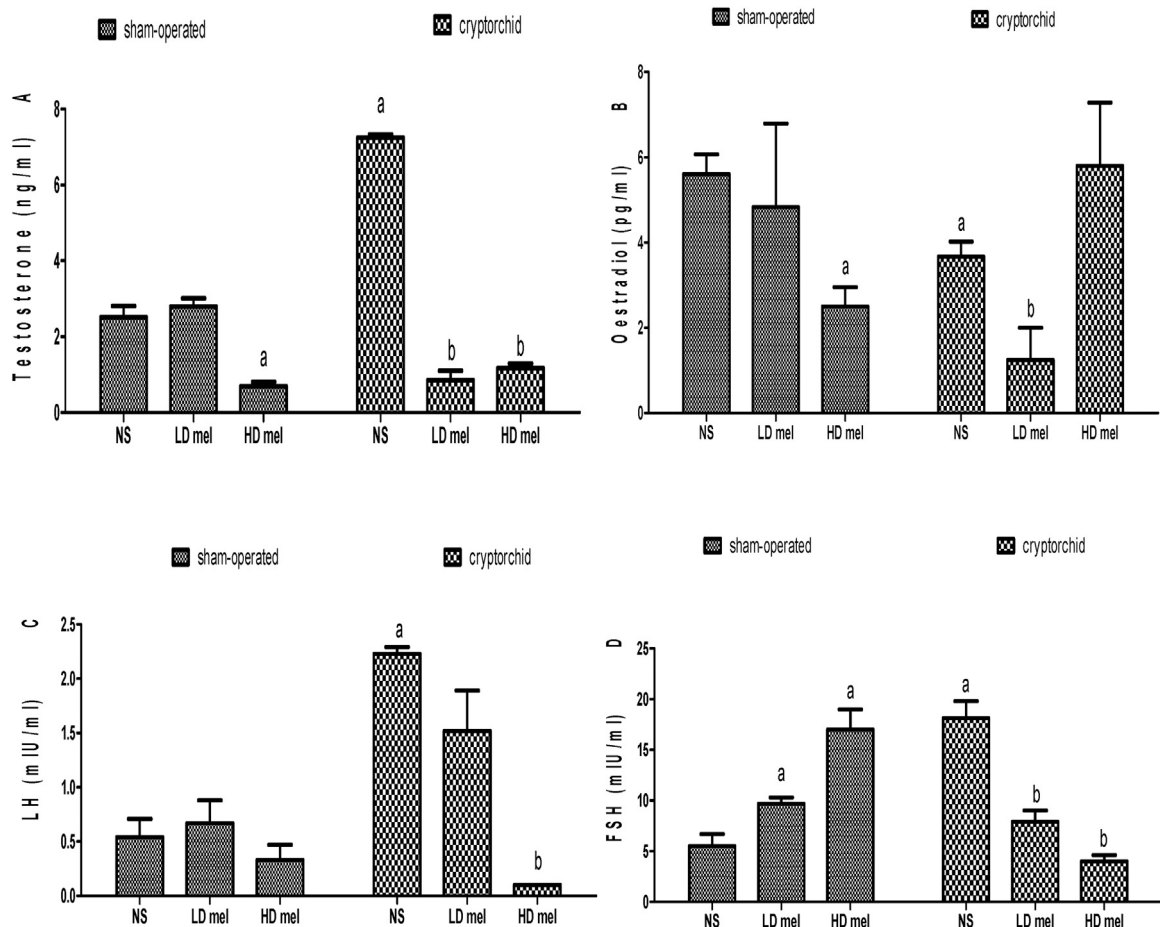 sham-operated
cryptorchid
A
Testosterone (ng/ml)
8
6
4
2
0
a
a
b
b
NS
LD mel
HD mel
NS
LD mel
HD mel
sham-operated
cryptorchid
B
Oestradiol (pg/ml)
8
6
4
2
0
a
a
b
NS
LD mel
HD mel
NS
LD mel
HD mel
sham-operated
cryptorchid
C
LH (mIU/ml)
2.5
2.0
1.5
1.0
0.5
0.0
a
b
NS
LD mel
HD mel
NS
LD mel
HD mel
sham-operated
cryptorchid
D
FSH (mIU/ml)
25
20
15
10
5
0
a
a
a
b
b
NS
LD mel
HD mel
NS
LD mel
HD mel